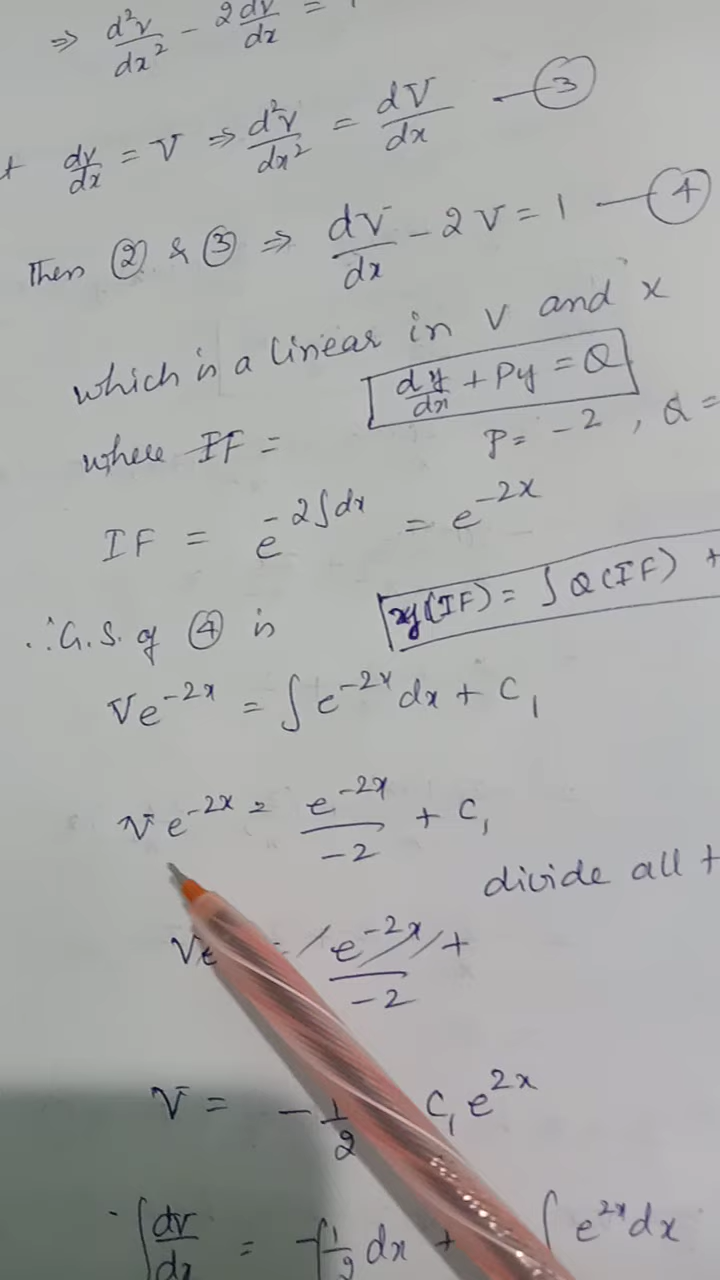 ⇒ d²v/dx² - 2dv/dx =
dv/dx = V ⇒ d²v/dx² = dV/dx — ③
Then ② & ③ ⇒ dV/dx - 2V = 1 — ④
which is a linear in V and x
where IF = dy/dx + Py = Q
P = -2 , Q =
IF = e^{-2∫dx} = e^{-2x}
∴ G.S. of ④ is y(IF) = ∫Q(IF) +
Ve^{-2x} = ∫e^{-2x} dx + C₁
Ve^{-2x} = e^{-2x}/-2 + C₁
divide all
Ve = e^{-2x}/-2 +
V = -1/2 C₁e^{2x}
∫dv/dx = -∫1/2 dx + ∫e^{2x}dx